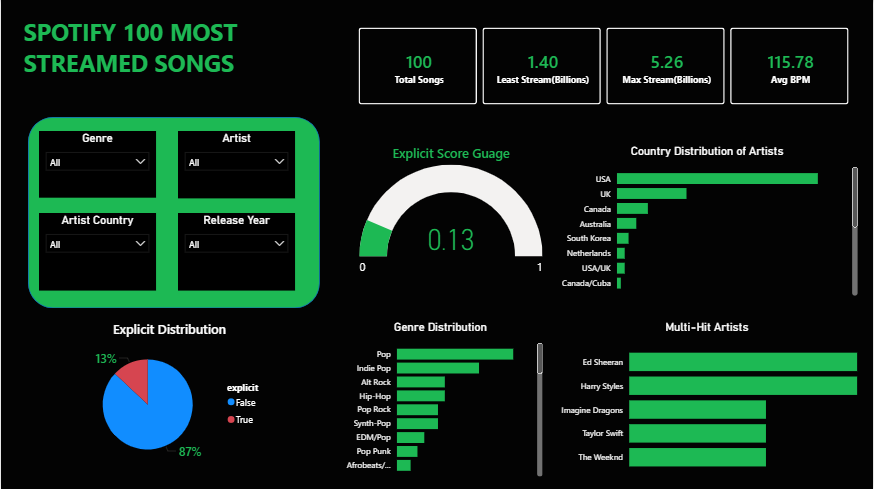 SPOTIFY 100 MOST
STREAMED SONGS
100
Total Songs
1.40
Least Stream(Billions)
5.26
Max Stream(Billions)
115.78
Avg BPM
Genre
All
Artist
All
Artist Country
All
Release Year
All
Explicit Score Guage
0.13
0
1
Country Distribution of Artists
USA
UK
Canada
Australia
South Korea
Netherlands
USA/UK
Canada/Cuba
Explicit Distribution
13%
87%
explicit
False
True
Genre Distribution
Pop
Indie Pop
Alt Rock
Hip-Hop
Pop Rock
Synth-Pop
EDM/Pop
Pop Punk
Afrobeats/...
Multi-Hit Artists
Ed Sheeran
Harry Styles
Imagine Dragons
Taylor Swift
The Weeknd